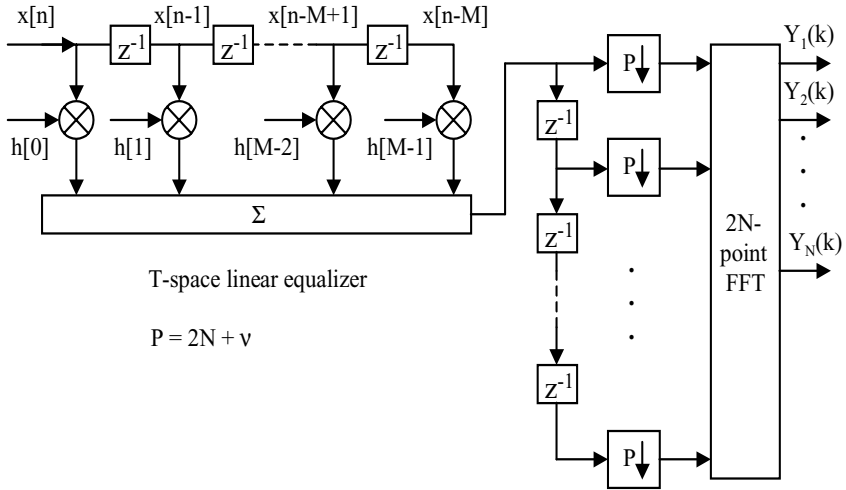 x[n] x[n-1] x[n-M+1] x[n-M]
z-1 z-1 z-1
h[0] h[1] h[M-2] h[M-1]
Σ
T-space linear equalizer
P = 2N + ν
P
z-1
P
z-1
z-1
P
2N-
point
FFT
Y1(k)
Y2(k)
YN(k)